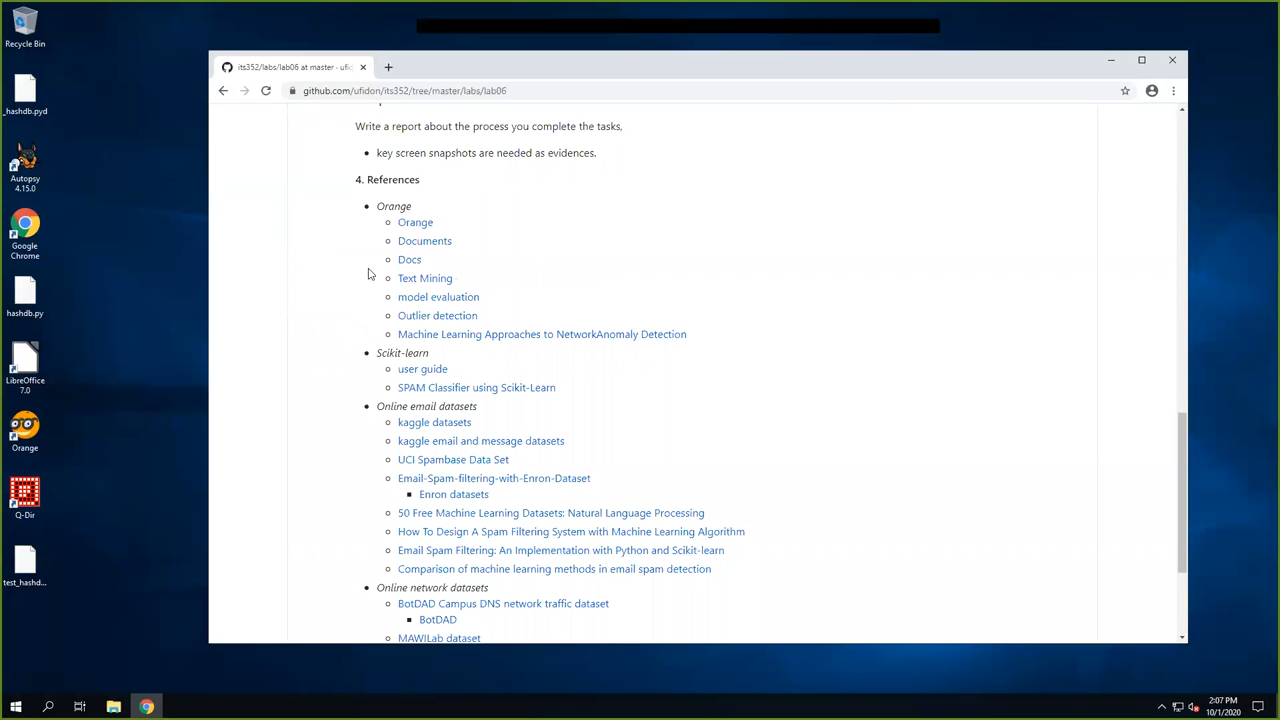 Recycle Bin
_hashdb.pyd
Autopsy
4.15.0
Google
Chrome
hashdb.py
LibreOffice
7.0
Orange
Q-Dir
test_hashd...
its352/labs/lab06 at master · ufid
github.com/ufidon/its352/tree/master/labs/lab06
Write a report about the process you complete the tasks,
• key screen snapshots are needed as evidences.
4. References
• Orange
◦ Orange
◦ Documents
◦ Docs
◦ Text Mining
◦ model evaluation
◦ Outlier detection
◦ Machine Learning Approaches to NetworkAnomaly Detection
• Scikit-learn
◦ user guide
◦ SPAM Classifier using Scikit-Learn
• Online email datasets
◦ kaggle datasets
◦ kaggle email and message datasets
◦ UCI Spambase Data Set
◦ Email-Spam-filtering-with-Enron-Dataset
▪ Enron datasets
◦ 50 Free Machine Learning Datasets: Natural Language Processing
◦ How To Design A Spam Filtering System with Machine Learning Algorithm
◦ Email Spam Filtering: An Implementation with Python and Scikit-learn
◦ Comparison of machine learning methods in email spam detection
• Online network datasets
◦ BotDAD Campus DNS network traffic dataset
▪ BotDAD
◦ MAWILab dataset
2:07 PM
10/1/2020